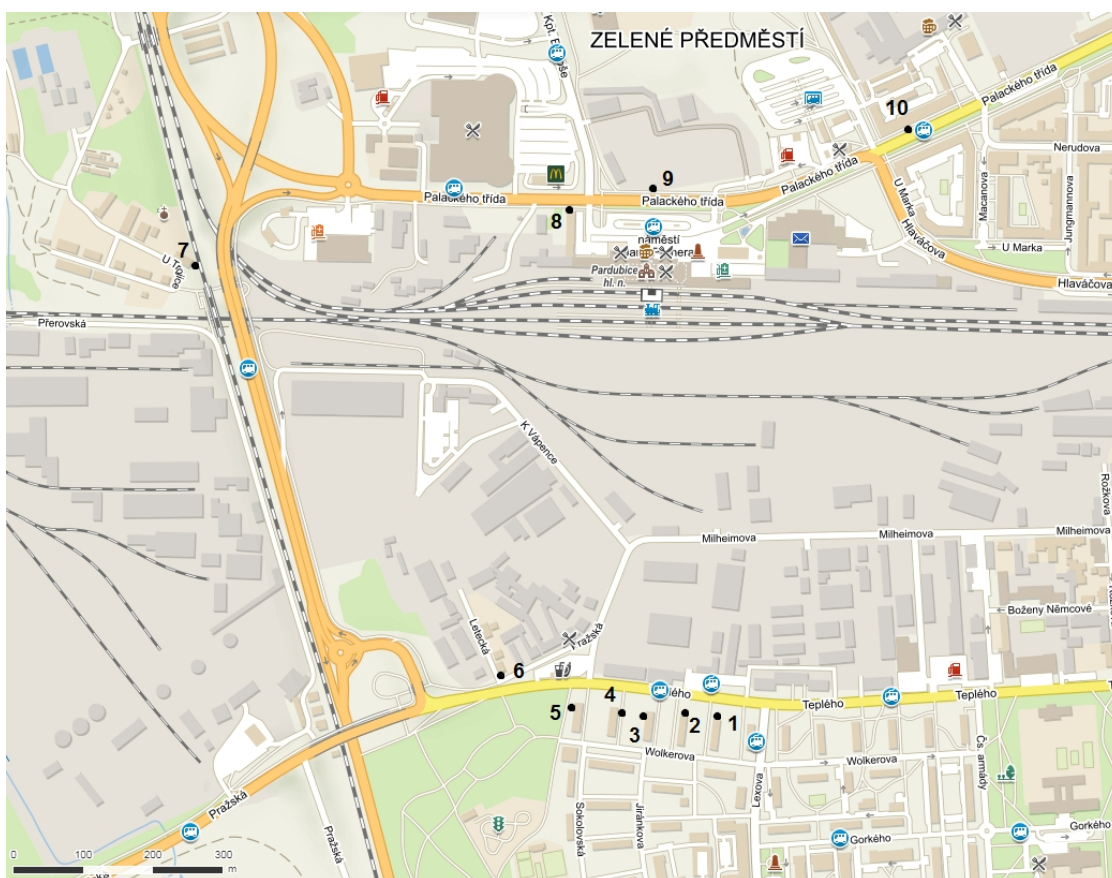 Kpt.
ZELENÉ PŘEDMĚSTÍ
10
Palackého třída
Nerudova
Palackého třída
9
Palackého třída
Palackého třída
8
U Marka
Macanova
Jungmannova
náměstí
U Marka
Hlaváčova
7
U Trojice
Pardubice
hl. n.
Hlaváčova
Přerovská
K Vápence
Rožkova
Milheimova
Milheimova
Boženy Němcové
Letecká
Pražská
6
Teplého
Teplého
5
4
3
2
1
Wolkerova
Wolkerova
Lexova
Čs. armády
Pražská
Pražská
Sokolovská
Jiránkova
Gorkého
Gorkého
0 100 200 300
m